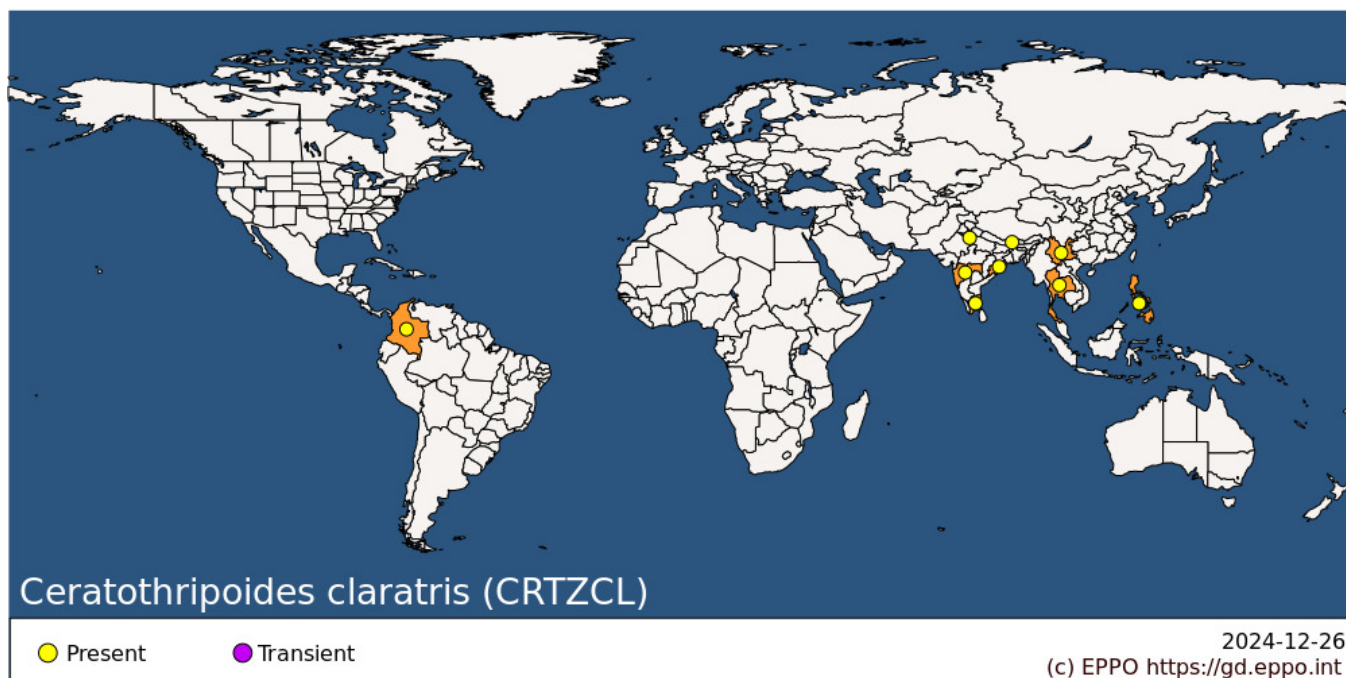 Ceratothripoides claratris (CRTZCL)
Present
Transient
2024-12-26
(c) EPPO https://gd.eppo.int